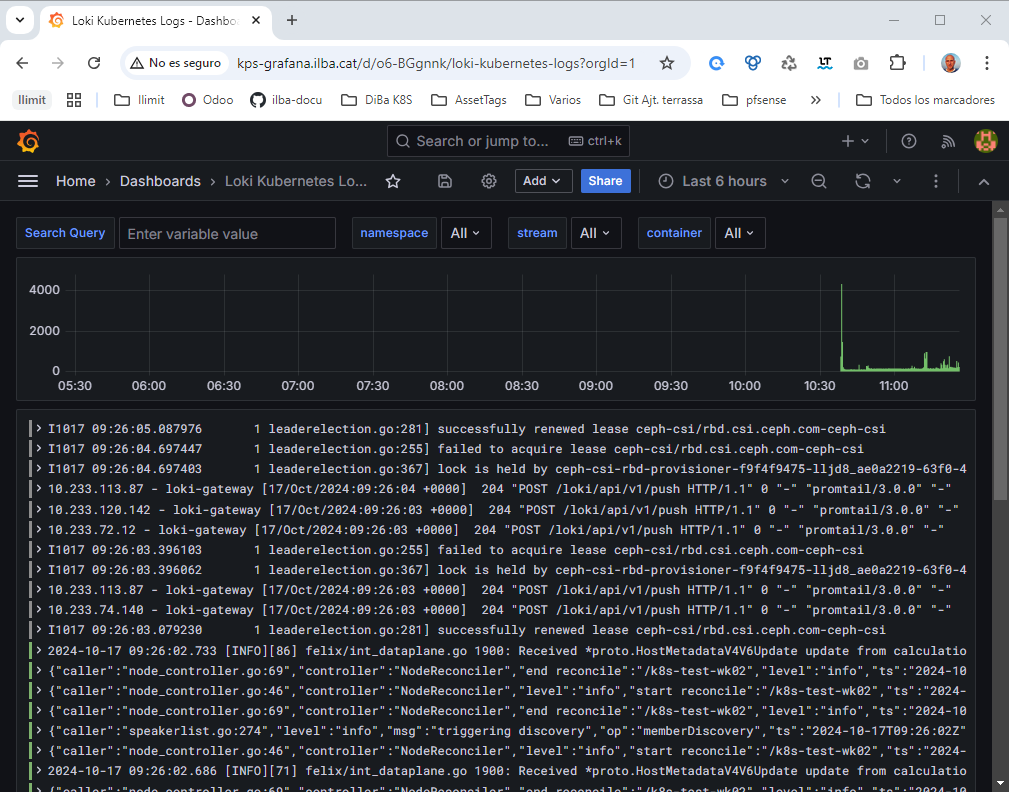 Loki Kubernetes Logs - Dashbo
No es seguro kps-grafana.ilba.cat/d/o6-BGgnnk/loki-kubernetes-logs?orgId=1
LT
Ilimit Ilimit Odoo ilba-docu DiBa K8S AssetTags Varios Git Ajt. terrassa pfsense » Todos los marcadores
Search or jump to... ctrl+k
Home › Dashboards › Loki Kubernetes Lo... Add Share Last 6 hours
Search Query Enter variable value namespace All stream All container All
4000
2000
0
05:30 06:00 06:30 07:00 07:30 08:00 08:30 09:00 09:30 10:00 10:30 11:00
I1017 09:26:05.087976 1 leaderelection.go:281] successfully renewed lease ceph-csi/rbd.csi.ceph.com-ceph-csi
I1017 09:26:04.697447 1 leaderelection.go:255] failed to acquire lease ceph-csi/rbd.csi.ceph.com-ceph-csi
I1017 09:26:04.697403 1 leaderelection.go:367] lock is held by ceph-csi-rbd-provisioner-f9f4f9475-lljd8_ae0a2219-63f0-4
10.233.113.87 - loki-gateway [17/Oct/2024:09:26:04 +0000] 204 "POST /loki/api/v1/push HTTP/1.1" 0 "-" "promtail/3.0.0" "-"
10.233.120.142 - loki-gateway [17/Oct/2024:09:26:03 +0000] 204 "POST /loki/api/v1/push HTTP/1.1" 0 "-" "promtail/3.0.0" "-"
10.233.72.12 - loki-gateway [17/Oct/2024:09:26:03 +0000] 204 "POST /loki/api/v1/push HTTP/1.1" 0 "-" "promtail/3.0.0" "-"
I1017 09:26:03.396103 1 leaderelection.go:255] failed to acquire lease ceph-csi/rbd.csi.ceph.com-ceph-csi
I1017 09:26:03.396062 1 leaderelection.go:367] lock is held by ceph-csi-rbd-provisioner-f9f4f9475-lljd8_ae0a2219-63f0-4
10.233.113.87 - loki-gateway [17/Oct/2024:09:26:03 +0000] 204 "POST /loki/api/v1/push HTTP/1.1" 0 "-" "promtail/3.0.0" "-"
10.233.74.140 - loki-gateway [17/Oct/2024:09:26:03 +0000] 204 "POST /loki/api/v1/push HTTP/1.1" 0 "-" "promtail/3.0.0" "-"
I1017 09:26:03.079230 1 leaderelection.go:281] successfully renewed lease ceph-csi/rbd.csi.ceph.com-ceph-csi
2024-10-17 09:26:02.733 [INFO][86] felix/int_dataplane.go 1900: Received *proto.HostMetadataV4V6Update update from calculatio
{"caller":"node_controller.go:69","controller":"NodeReconciler","end reconcile":"/k8s-test-wk02","level":"info","ts":"2024-10
{"caller":"node_controller.go:46","controller":"NodeReconciler","level":"info","start reconcile":"/k8s-test-wk02","ts":"2024-
{"caller":"node_controller.go:69","controller":"NodeReconciler","end reconcile":"/k8s-test-wk02","level":"info","ts":"2024-10
{"caller":"speakerlist.go:274","level":"info","msg":"triggering discovery","op":"memberDiscovery","ts":"2024-10-17T09:26:02Z"
{"caller":"node_controller.go:46","controller":"NodeReconciler","level":"info","start reconcile":"/k8s-test-wk02","ts":"2024-
2024-10-17 09:26:02.686 [INFO][71] felix/int_dataplane.go 1900: Received *proto.HostMetadataV4V6Update update from calculatio
{"caller":"node_controller.go:69","controller":"NodeReconciler","end reconcile":"/k8s-test-wk02","level":"info","ts":"2024-10